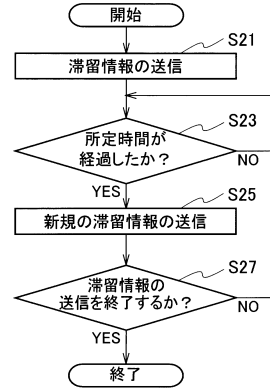 開始
S21
滞留情報の送信
S23
所定時間が
経過したか？
NO
YES
S25
新規の滞留情報の送信
S27
滞留情報の
送信を終了するか？
NO
YES
終了